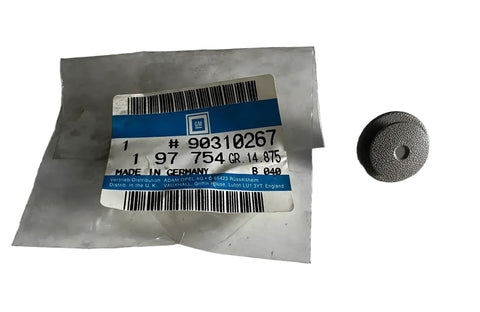 GM
1 # 90310267
1 97 754 GR. 14.875
MADE IN GERMANY B 040
Vertrieb-Distribution: ADAM OPEL AG • D 65423 Rüsselsheim
Distrib. in the U.K. VAUXHALL, Griffin House, Luton LU1 3YT, England